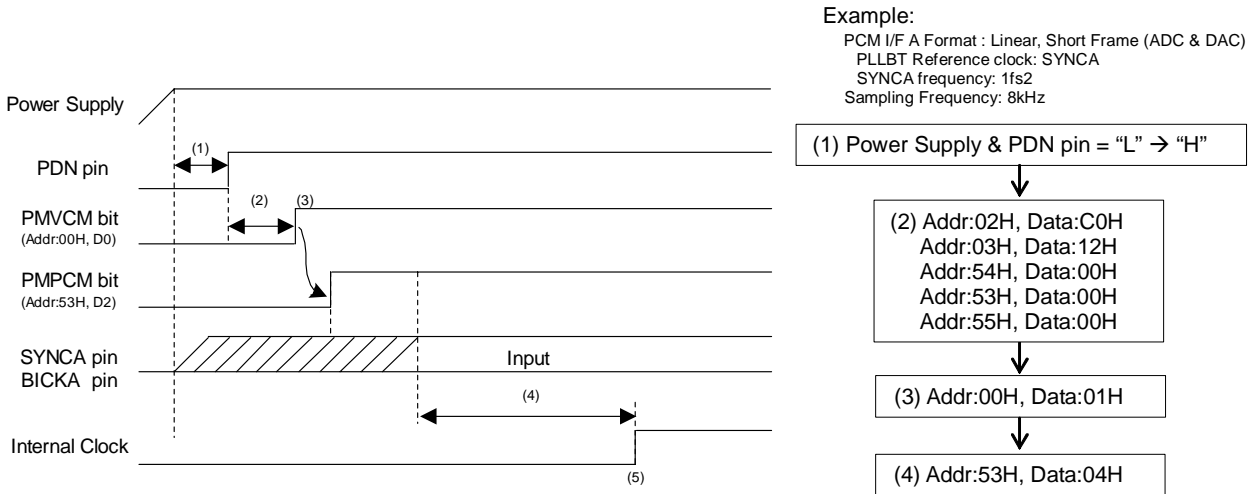 Example:
PCM I/F A Format : Linear, Short Frame (ADC & DAC)
PLLBT Reference clock: SYNCA
SYNCA frequency: 1fs2
Sampling Frequency: 8kHz
Power Supply
(1)
PDN pin
(2)
(3)
PMVCM bit
(Addr:00H, D0)
PMPCM bit
(Addr:53H, D2)
SYNCA pin
BICKA pin
Input
(4)
Internal Clock
(5)
(1) Power Supply & PDN pin = “L” → “H”
(2) Addr:02H, Data:C0H
Addr:03H, Data:12H
Addr:54H, Data:00H
Addr:53H, Data:00H
Addr:55H, Data:00H
(3) Addr:00H, Data:01H
(4) Addr:53H, Data:04H